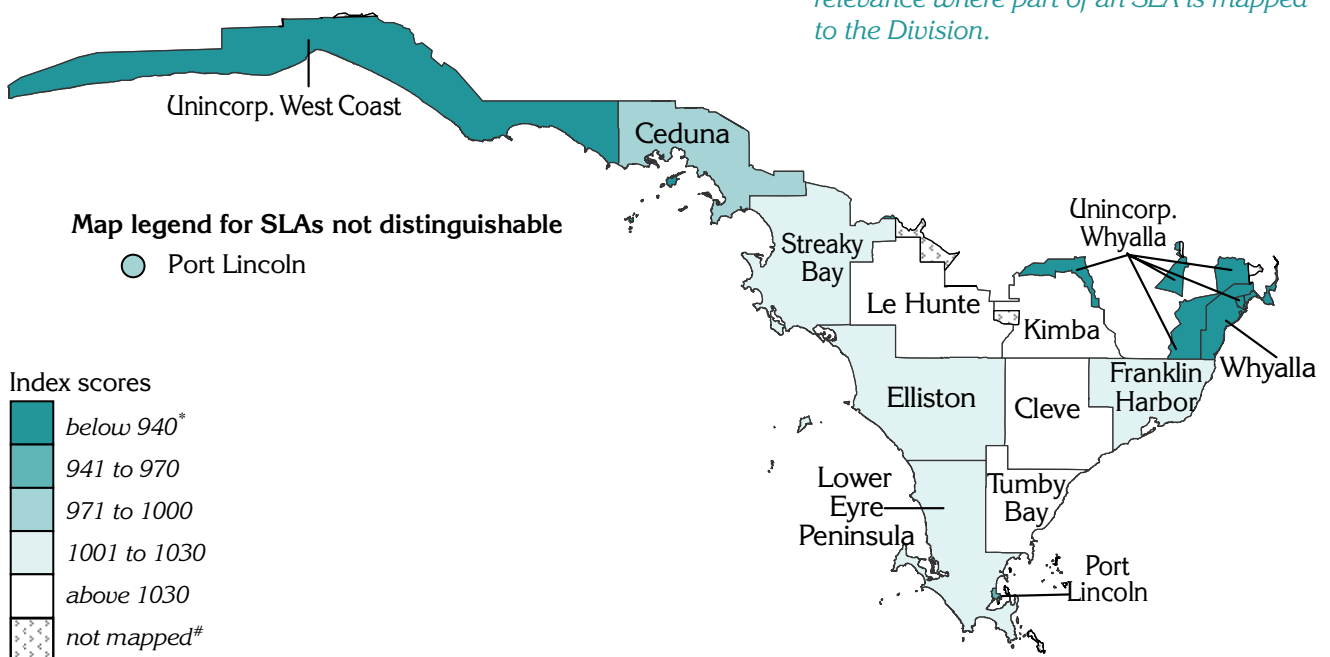 relevance where part of an SLA is mapped
to the Division.
Unincorp. West Coast
Ceduna
Map legend for SLAs not distinguishable
Port Lincoln
Unincorp.
Whyalla
Streaky
Bay
Le Hunte
Kimba
Whyalla
Franklin
Harbor
Elliston
Cleve
Index scores
below 940*
941 to 970
971 to 1000
1001 to 1030
above 1030
not mapped#
Lower
Eyre
Peninsula
Tumby
Bay
Port
Lincoln